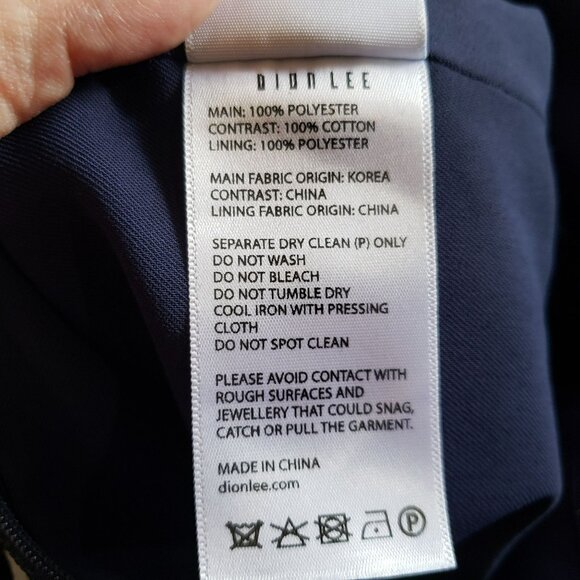 DION LEE
MAIN: 100% POLYESTER
CONTRAST: 100% COTTON
LINING: 100% POLYESTER
MAIN FABRIC ORIGIN: KOREA
CONTRAST: CHINA
LINING FABRIC ORIGIN: CHINA
SEPARATE DRY CLEAN (P) ONLY
DO NOT WASH
DO NOT BLEACH
DO NOT TUMBLE DRY
COOL IRON WITH PRESSING
CLOTH
DO NOT SPOT CLEAN
PLEASE AVOID CONTACT WITH
ROUGH SURFACES AND
JEWELLERY THAT COULD SNAG,
CATCH OR PULL THE GARMENT.
MADE IN CHINA
dionlee.com
P